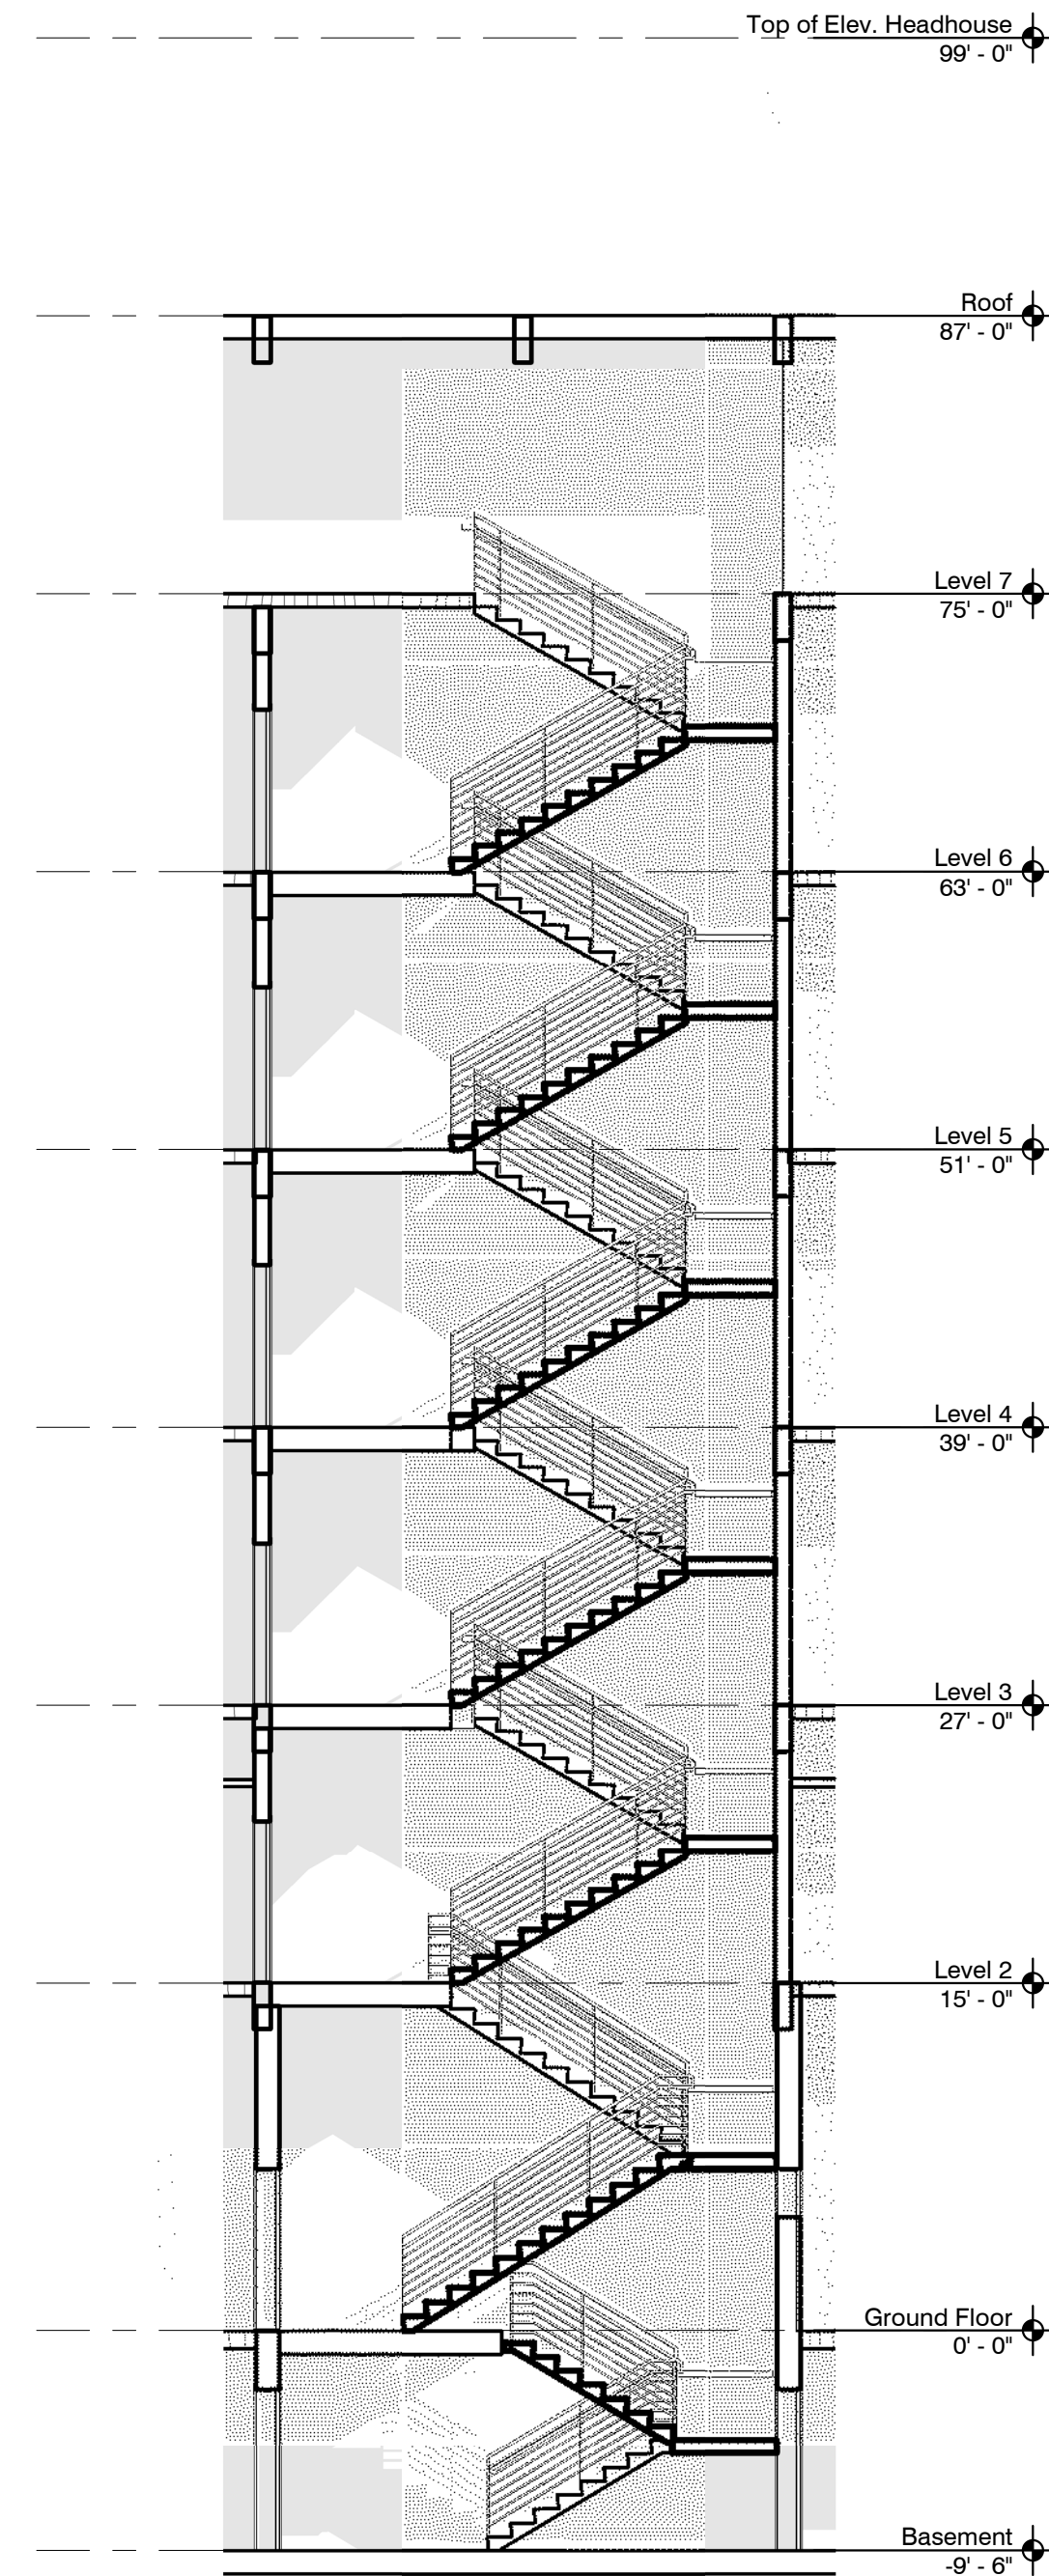 Top of Elev. Headhouse
99' - 0"
Roof
87' - 0"
Level 7
75' - 0"
Level 6
63' - 0"
Level 5
51' - 0"
Level 4
39' - 0"
Level 3
27' - 0"
Level 2
15' - 0"
Ground Floor
0' - 0"
Basement
-9' - 6"